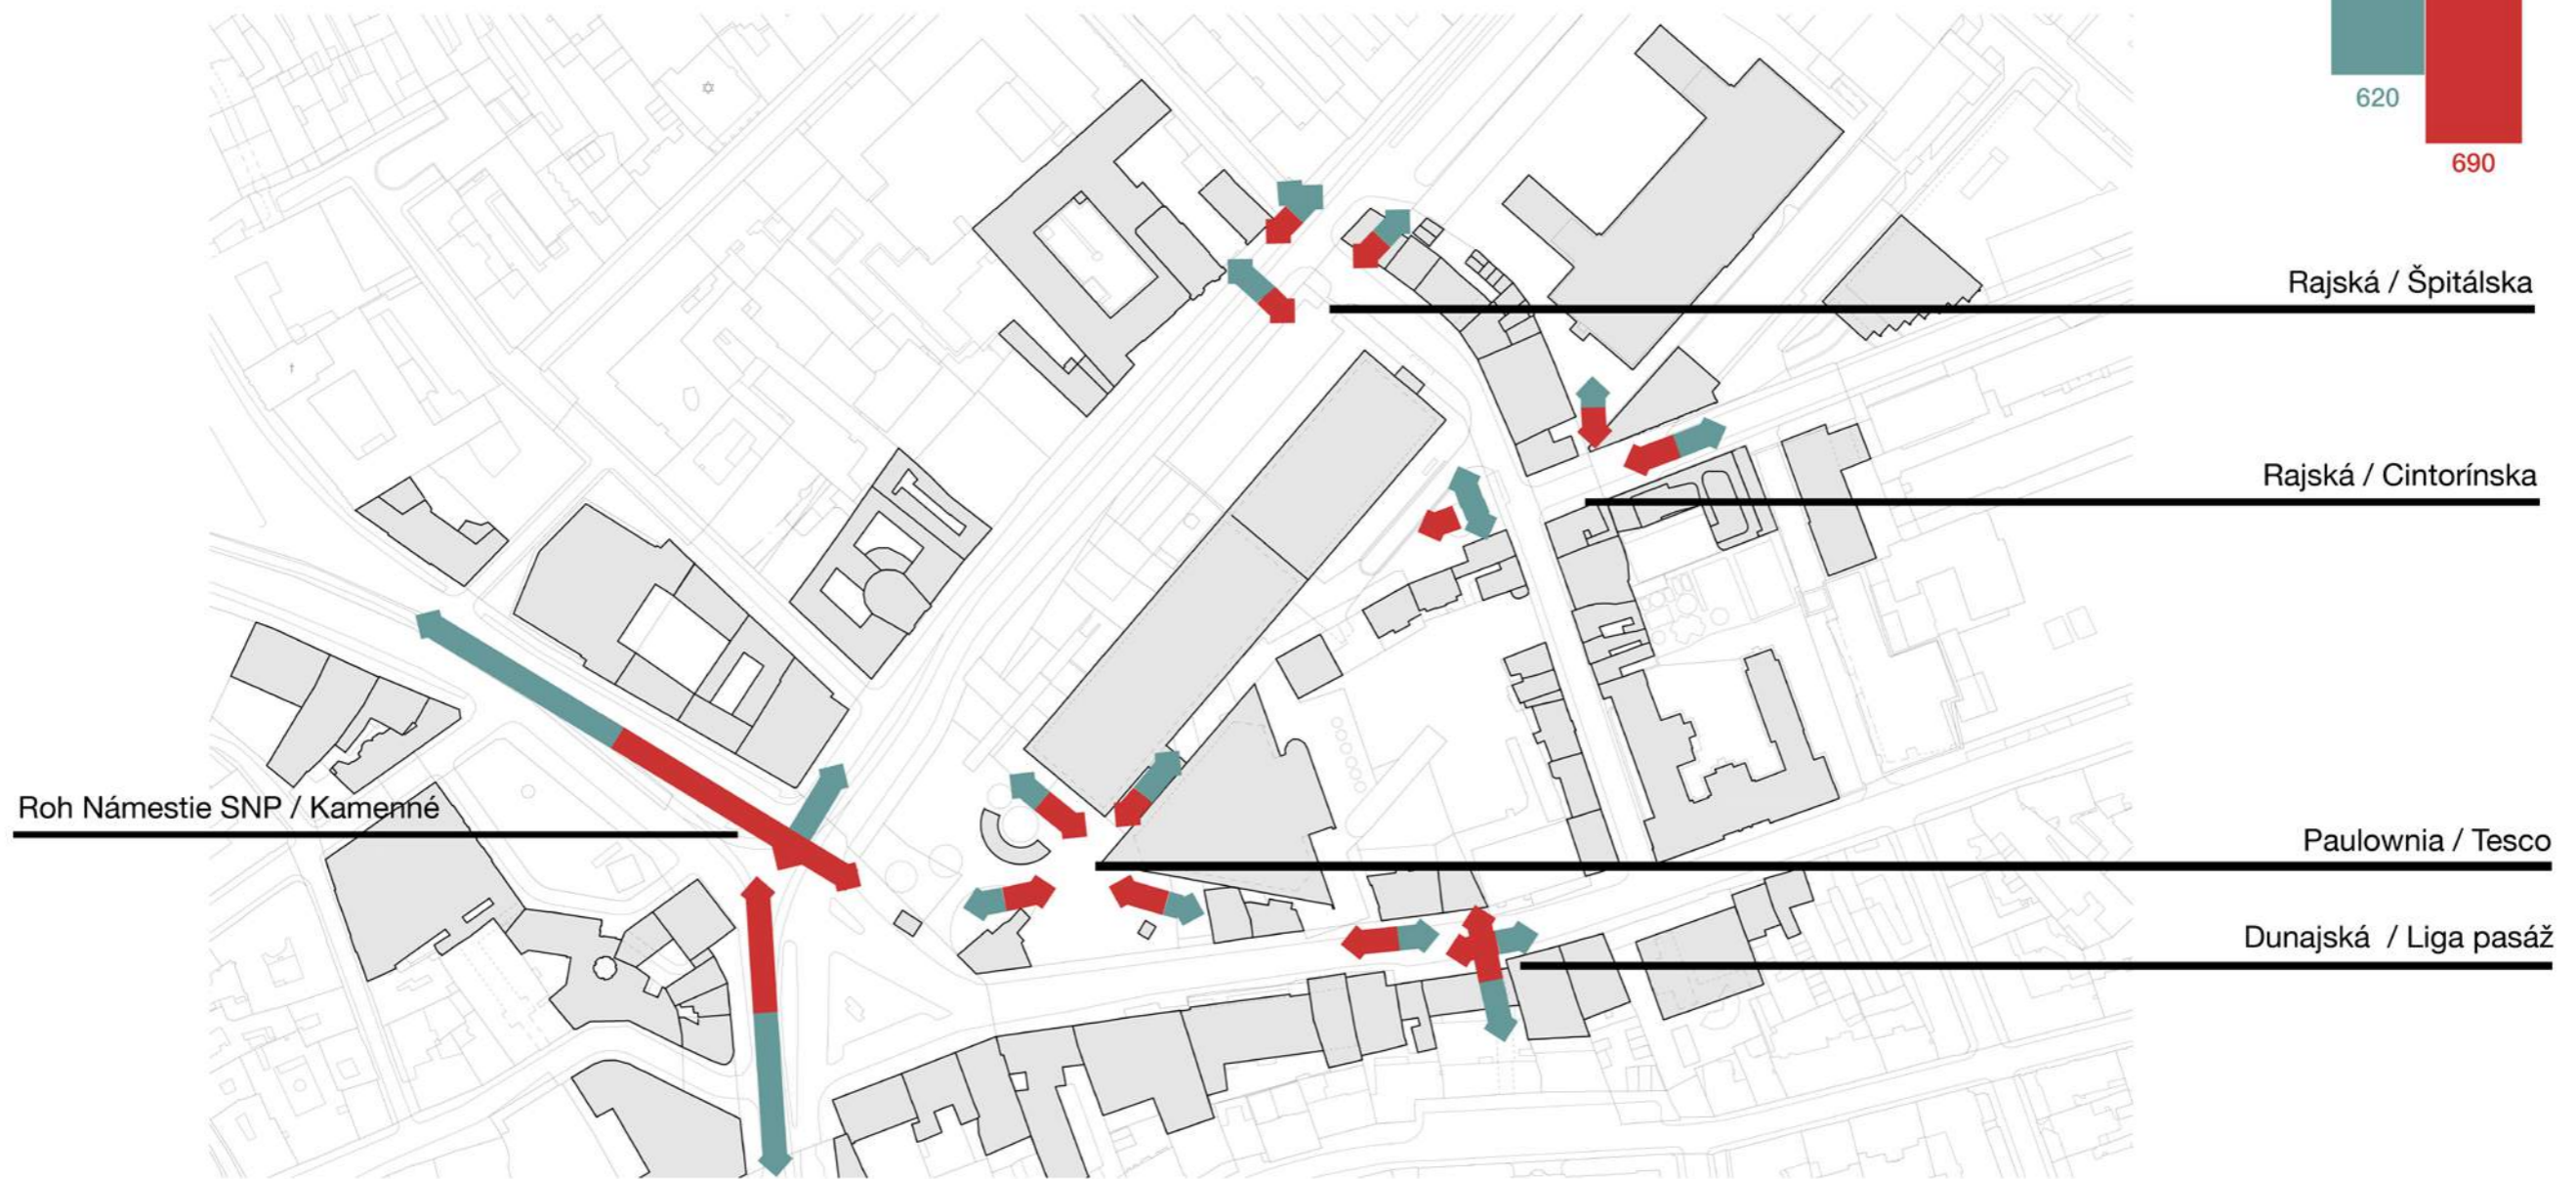 620
690
Rajská / Špitálska
Rajská / Cintorínska
Roh Námestie SNP / Kamenné
Paulownia / Tesco
Dunajská  / Liga pasáž